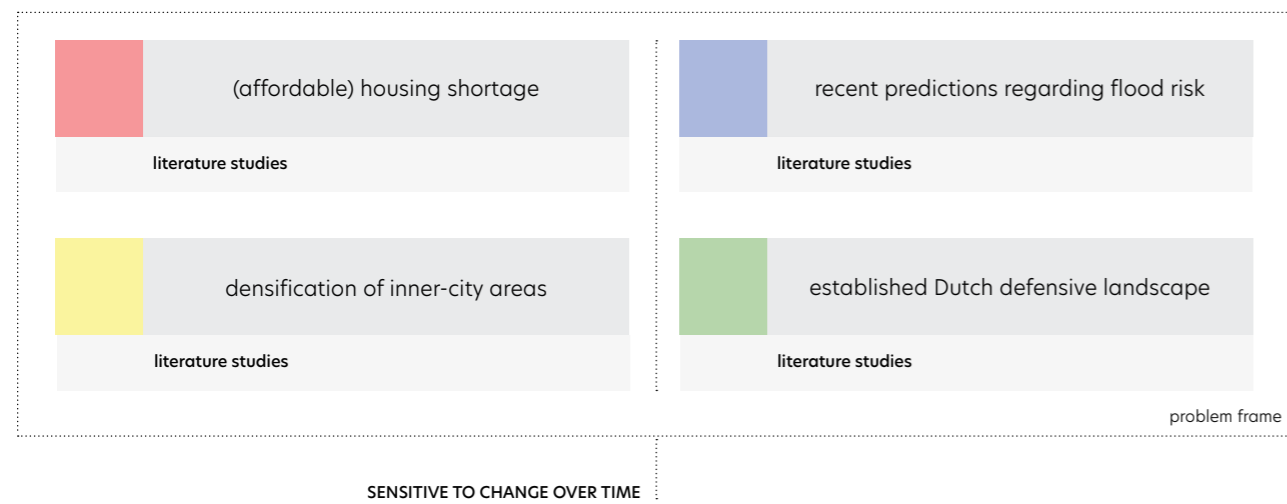 (affordable) housing shortage
literature studies
recent predictions regarding flood risk
literature studies
densification of inner-city areas
literature studies
established Dutch defensive landscape
literature studies
problem frame
SENSITIVE TO CHANGE OVER TIME